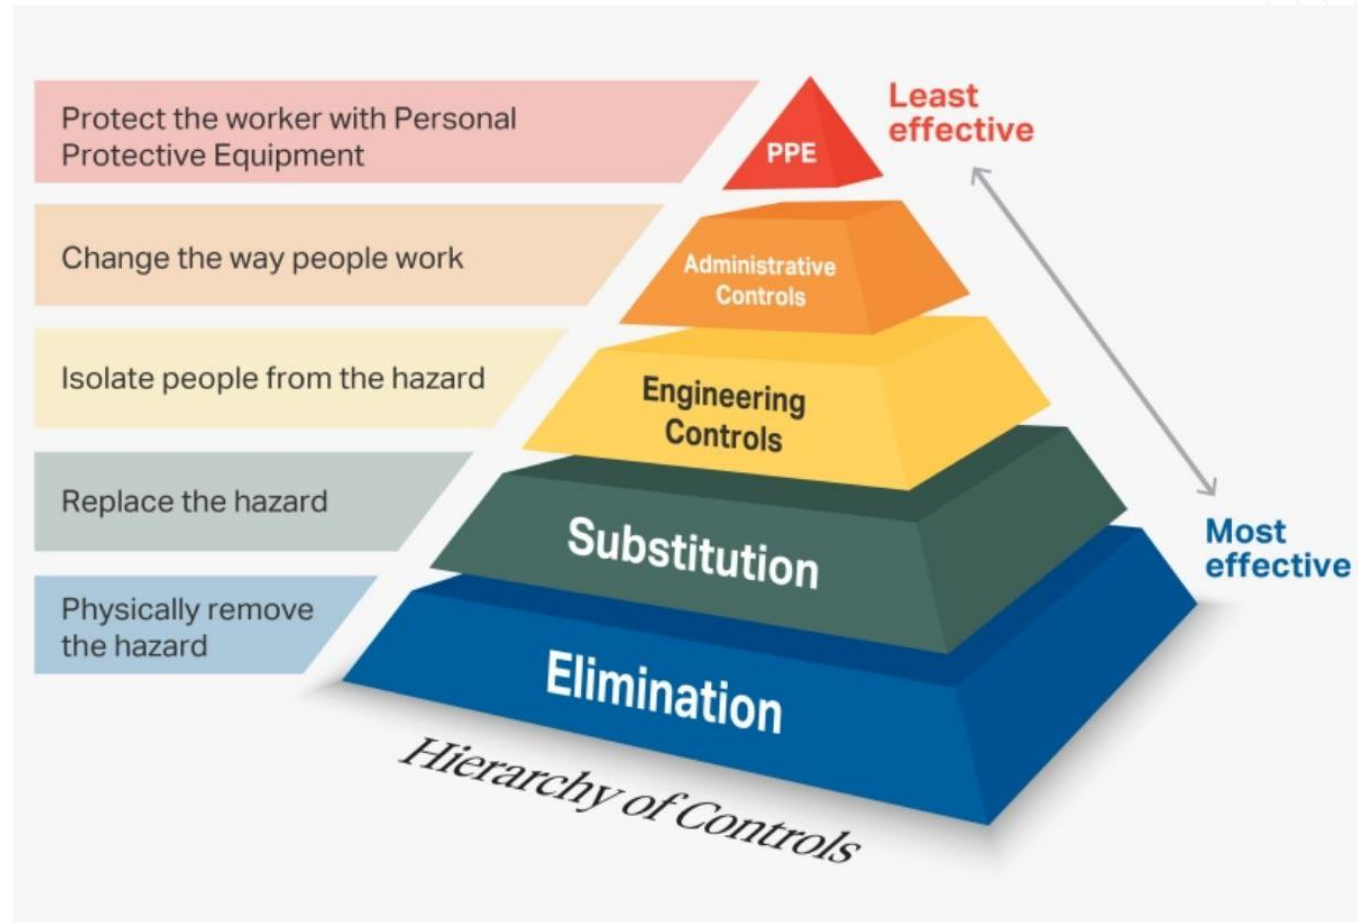 Protect the worker with Personal
Protective Equipment
PPE
Least
effective
Change the way people work
Administrative
Controls
Isolate people from the hazard
Engineering
Controls
Replace the hazard
Substitution
Most
effective
Physically remove
the hazard
Elimination
Hierarchy of Controls